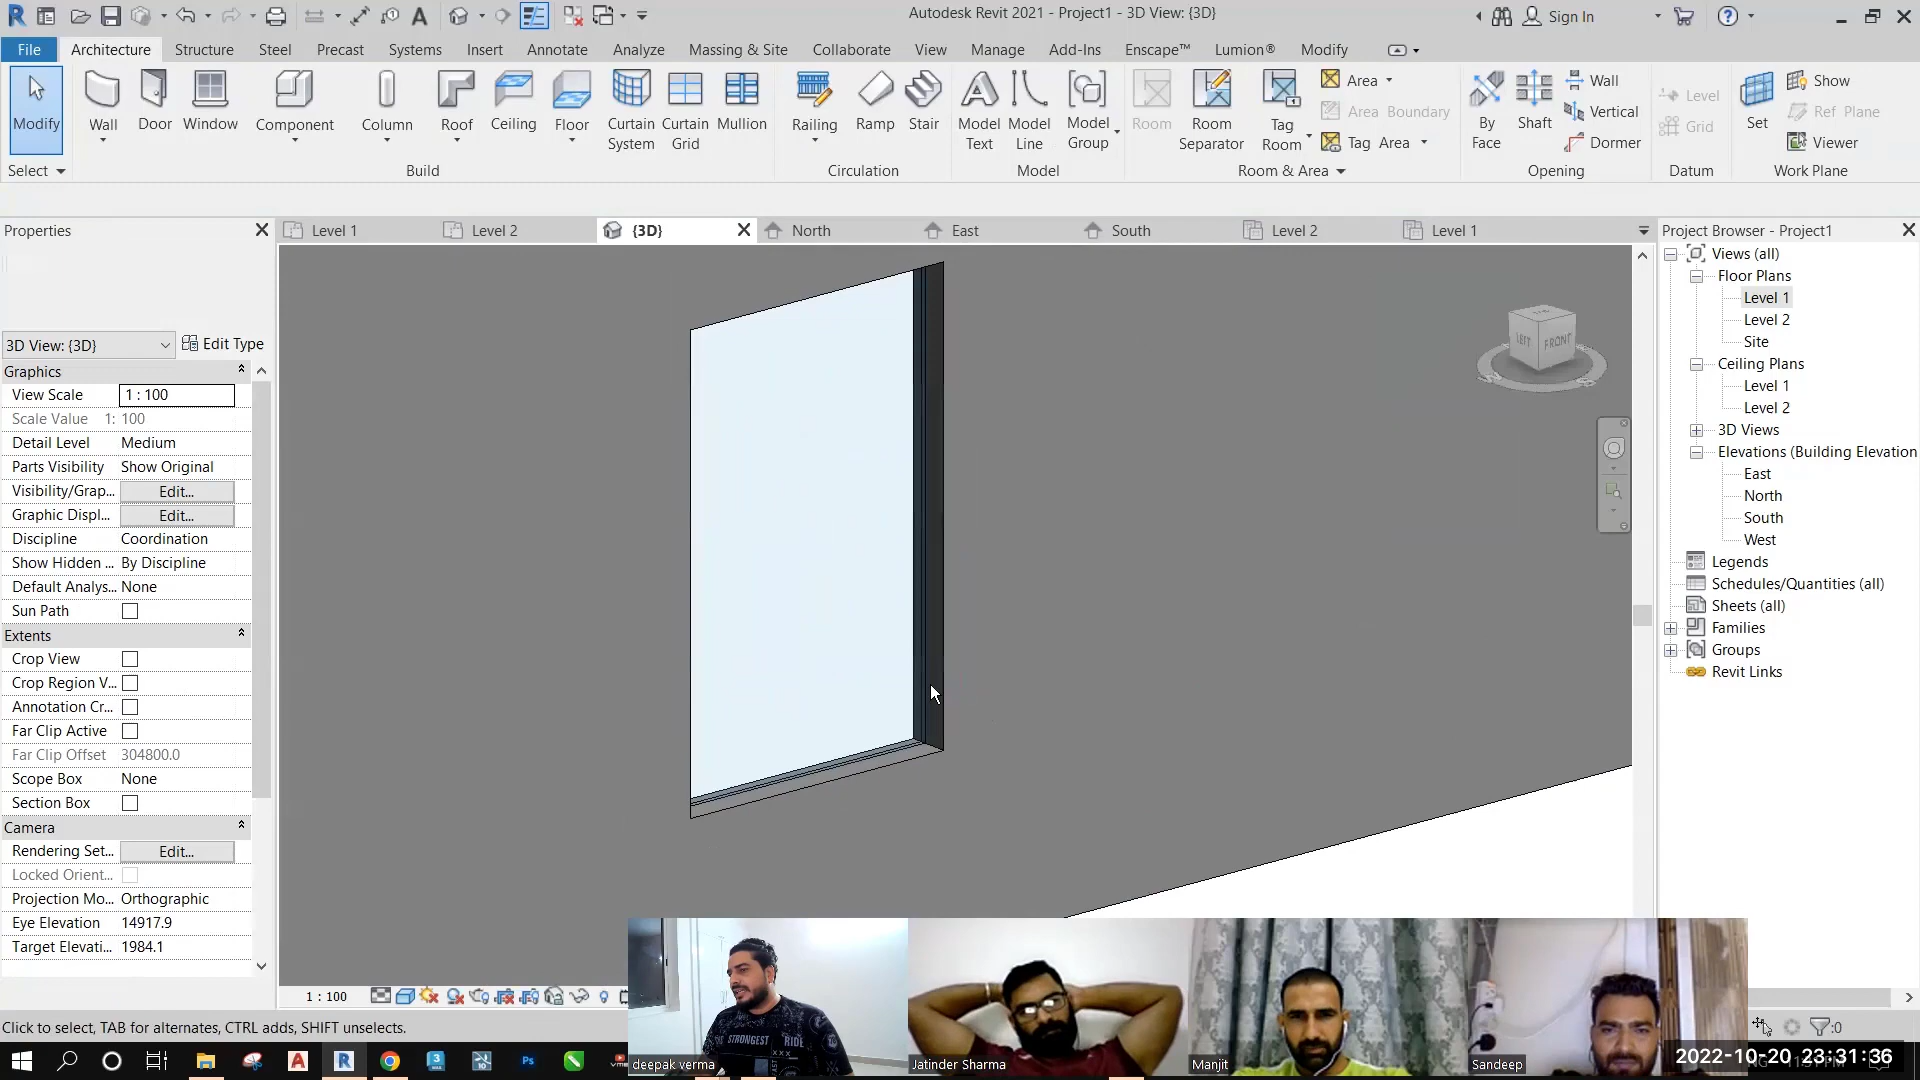 Autodesk Revit 2021 - Project1 - 3D View: {3D}
Sign In
File Architecture Structure Steel Precast Systems Insert Annotate Analyze Massing & Site Collaborate View Manage Add-Ins Enscape™ Lumion® Modify
Modify Wall Door Window Component Column Roof Ceiling Floor Curtain System Curtain Grid Mullion Railing Ramp Stair Model Text Model Line Model Group Room Room Separator Tag Room
Area
Area Boundary
Tag Area
By Face Shaft
Wall
Vertical
Dormer
Level
Grid
Set
Show
Ref Plane
Viewer
Select Build Circulation Model Room & Area Opening Datum Work Plane
Properties
Level 1 Level 2 {3D} North East South Level 2 Level 1
Project Browser - Project1
3D View: {3D} Edit Type
Graphics
View Scale 1 : 100
Scale Value 1: 100
Detail Level Medium
Parts Visibility Show Original
Visibility/Grap... Edit...
Graphic Displ... Edit...
Discipline Coordination
Show Hidden ... By Discipline
Default Analys... None
Sun Path
Extents
Crop View
Crop Region V...
Annotation Cr...
Far Clip Active
Far Clip Offset 304800.0
Scope Box None
Section Box
Camera
Rendering Set... Edit...
Locked Orient...
Projection Mo... Orthographic
Eye Elevation 14917.9
Target Elevati... 1984.1
LEFT FRONT
Views (all)
Floor Plans
Level 1
Level 2
Site
Ceiling Plans
Level 1
Level 2
3D Views
Elevations (Building Elevation
East
North
South
West
Legends
Schedules/Quantities (all)
Sheets (all)
Families
Groups
Revit Links
1 : 100
Click to select, TAB for alternates, CTRL adds, SHIFT unselects.
:0
STRONGEST RIDE
deepak verma
Jatinder Sharma
Manjit
Sandeep
2022-10-20 23:31:36